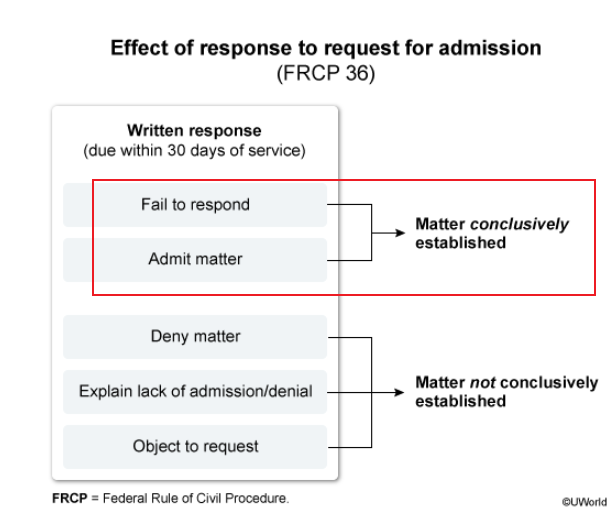 Effect of response to request for admission
(FRCP 36)
Written response
(due within 30 days of service)
Fail to respond
Admit matter
Matter conclusively
established
Deny matter
Explain lack of admission/denial
Object to request
Matter not conclusively
established
FRCP = Federal Rule of Civil Procedure.
©UWorld